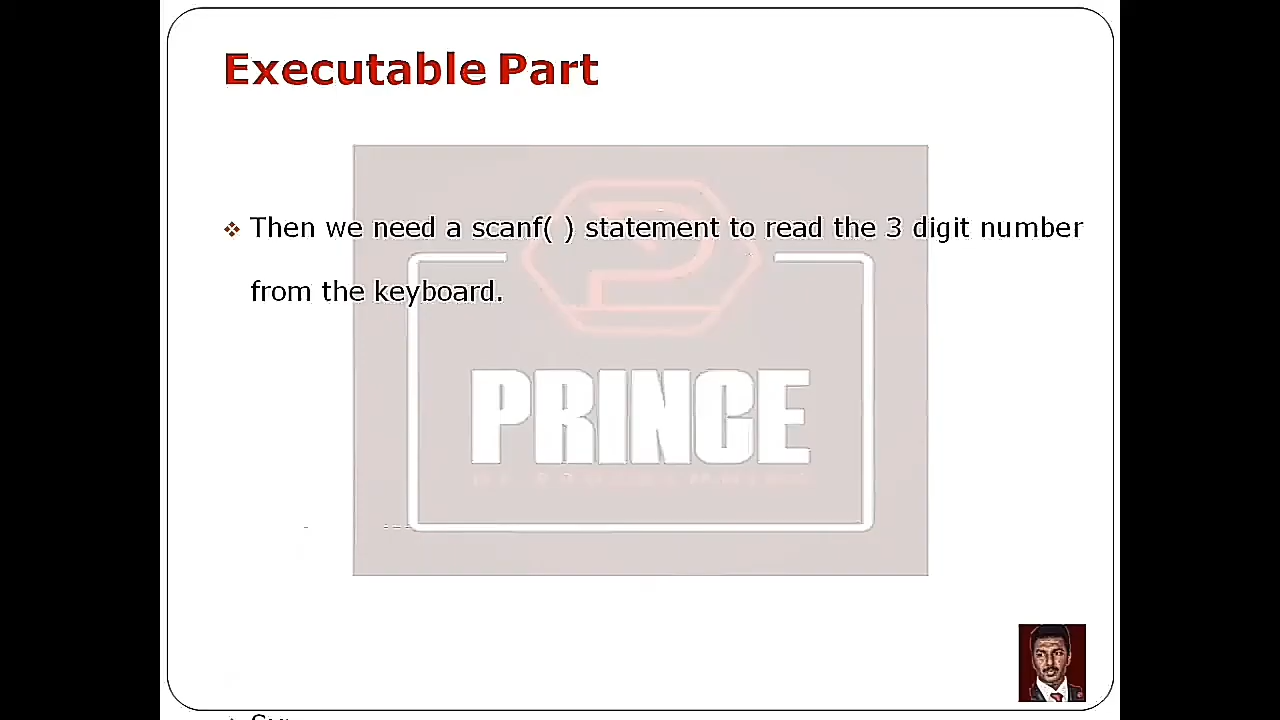 Executable Part
❖ Then we need a scanf( ) statement to read the 3 digit number
from the keyboard.
PRINCE